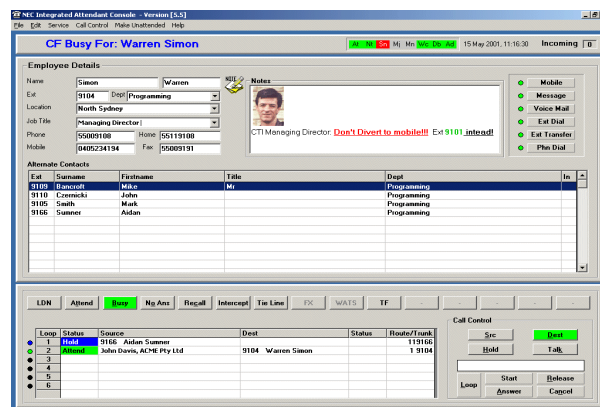 NEC Integrated Attendant Console - Version [5.5]
File Edit Service Call Control Make Unattended Help
CF Busy For: Warren Simon
At Nt Sn Mj Mn Wc Db Ad 15 May 2001, 11:16:30 Incoming 0
Employee Details
Name Simon Warren NOTE Notes
Ext 9104 Dept Programming
Location North Sydney
Job Title Managing Director
Phone 55009108 Home 55119108
Mobile 0405234194 Fax 55009191
CTI Managing Director: Don't Divert to mobile!!! Ext 9101 intead!
Mobile
Message
Voice Mail
Ext Dial
Ext Transfer
Phn Dial
Alternate Contacts
Ext Surname Firstname Title Dept In
9109 Bancroft Mike Mr Programming
9110 Czernicki John Programming
9105 Smith Mark Programming
9166 Sumner Aidan Programming
LDN Attend Busy No Ans Recall Intercept Tie Line FX WATS TF - - - - -
Loop Status Source Dest Status Route/Trunk
1 Hold 9166 Aidan Sumner 119166
2 Attend John Davis, ACME Pty Ltd 9104 Warren Simon 1 9104
3
4
5
6
Call Control
Src Dest
Hold Talk
Loop Start Release
Answer Cancel